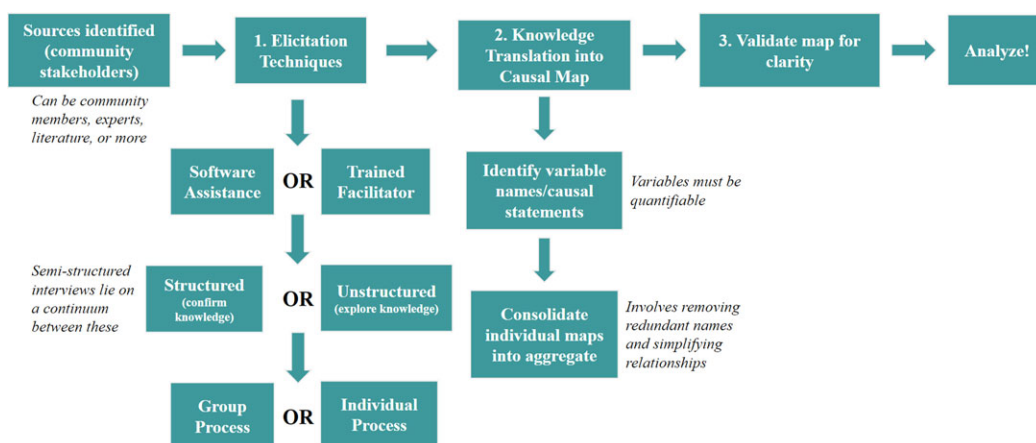 Sources identified
(community
stakeholders)
1. Elicitation
Techniques
2. Knowledge
Translation into
Causal Map
3. Validate map for
clarity
Analyze!
Can be community
members, experts,
literature, or more
Software
Assistance
OR
Trained
Facilitator
Identify variable
names/causal
statements
Variables must be
quantifiable
Semi-structured
interviews lie on
a continuum
between these
Structured
(confirm
knowledge)
OR
Unstructured
(explore knowledge)
Consolidate
individual maps
into aggregate
Involves removing
redundant names
and simplifying
relationships
Group
Process
OR
Individual
Process